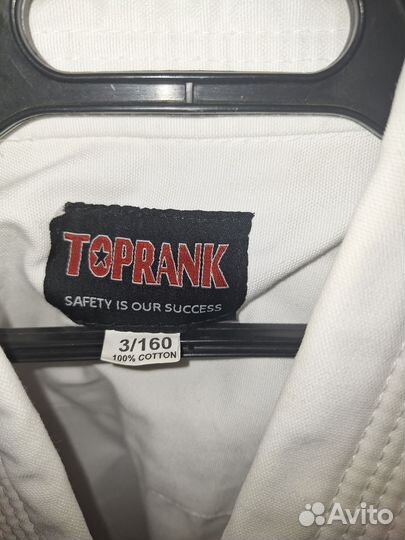 TOPRANK
SAFETY IS OUR SUCCESS
3/160
100% COTTON
Avito